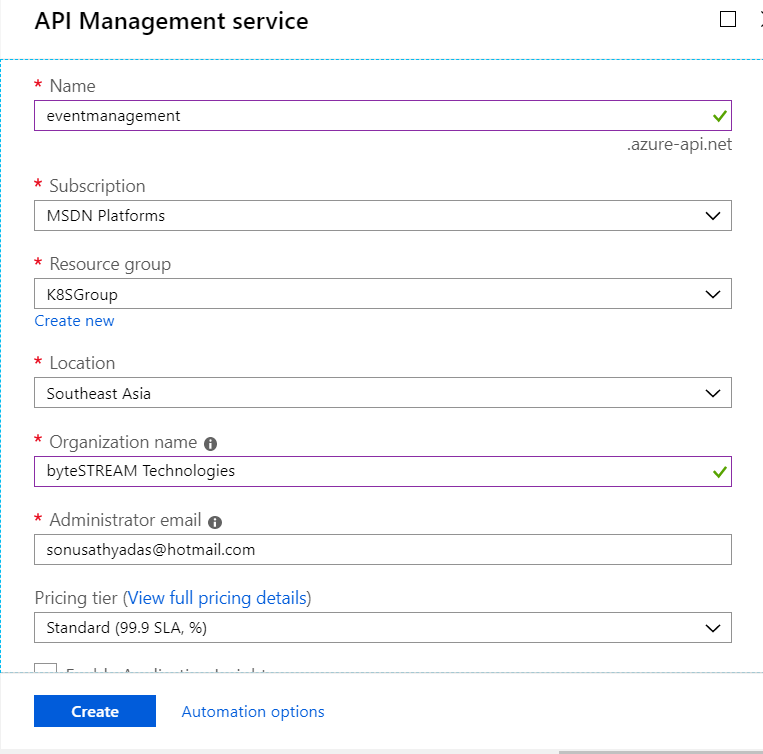 API Management service
* Name
eventmanagement
.azure-api.net
* Subscription
MSDN Platforms
* Resource group
K8SGroup
Create new
* Location
Southeast Asia
* Organization name
byteSTREAM Technologies
* Administrator email
sonusathyadas@hotmail.com
Pricing tier (View full pricing details)
Standard (99.9 SLA, %)
Create
Automation options